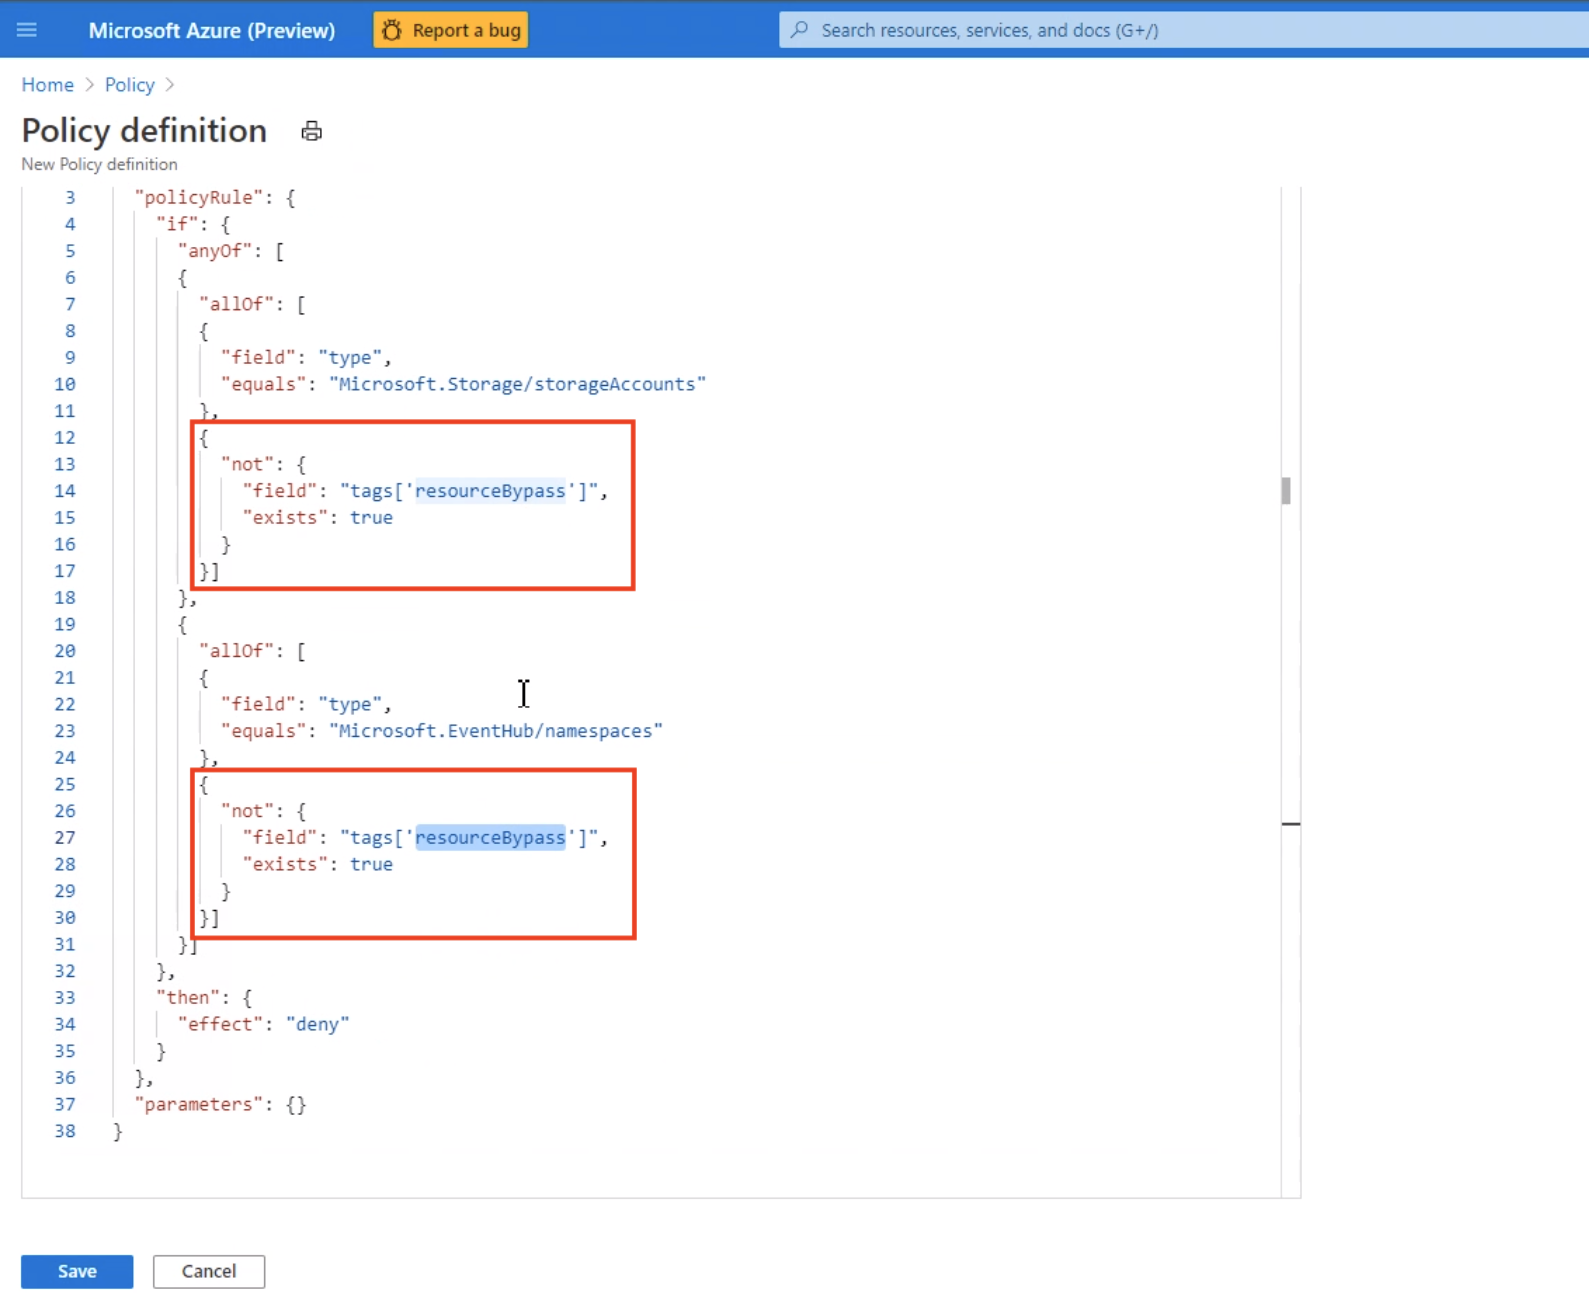 Microsoft Azure (Preview) Report a bug Search resources, services, and docs (G+/)
Home > Policy >
Policy definition
New Policy definition
3 "policyRule": {
4 "if": {
5 "anyOf": [
6 {
7 "allOf": [
8 {
9 "field": "type",
10 "equals": "Microsoft.Storage/storageAccounts"
11 },
12 {
13 "not": {
14 "field": "tags['resourceBypass']",
15 "exists": true
16 }
17 }]
18 },
19 {
20 "allOf": [
21 {
22 "field": "type",
23 "equals": "Microsoft.EventHub/namespaces"
24 },
25 {
26 "not": {
27 "field": "tags['resourceBypass']",
28 "exists": true
29 }
30 }]
31 }]
32 },
33 "then": {
34 "effect": "deny"
35 }
36 },
37 "parameters": {}
38 }
Save Cancel